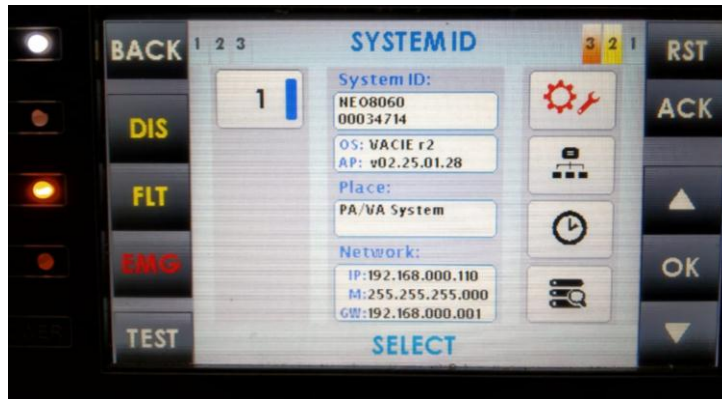 BACK
1 2 3
SYSTEM ID
3 2 1
RST
DIS
FLT
EMG
TEST
1
System ID:
NEO8060
00034714
OS: VACIE r2
AP: v02.25.01.28
Place:
PA/VA System
Network:
IP:192.168.000.110
M:255.255.255.000
GW:192.168.000.001
SELECT
ACK
OK